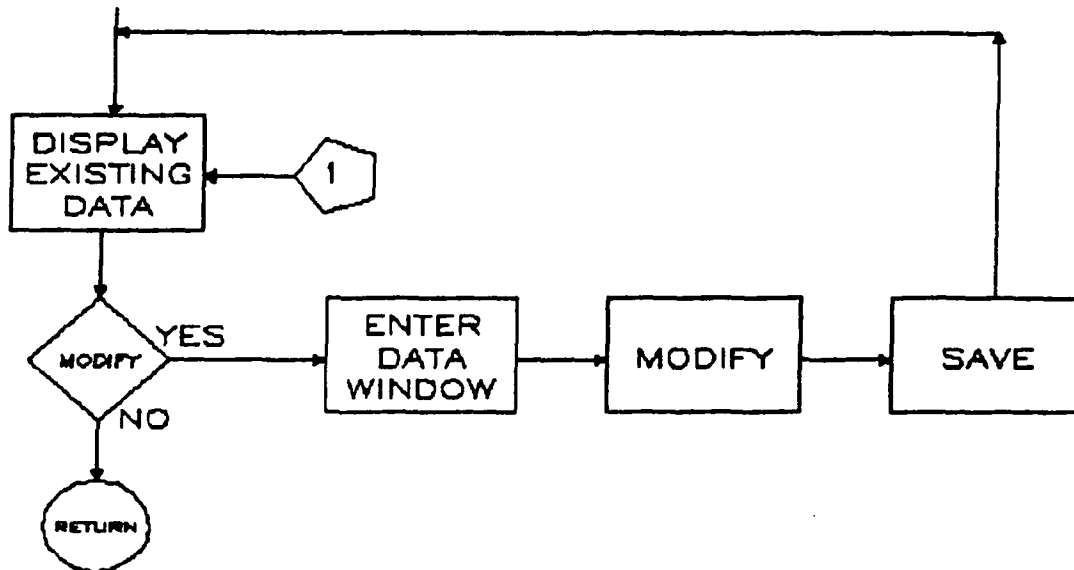 DISPLAY
EXISTING
DATA
1
MODIFY
YES
NO
ENTER
DATA
WINDOW
MODIFY
SAVE
RETURN